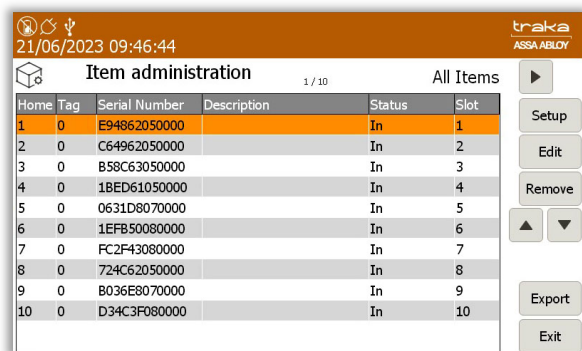 21/06/2023 09:46:44
traka
ASSA ABLOY
Item administration 1 / 10 All Items
Home Tag Serial Number Description Status Slot
1 0 E94862050000 In 1
2 0 C64962050000 In 2
3 0 B58C63050000 In 3
4 0 1BED61050000 In 4
5 0 0631D8070000 In 5
6 0 1EFB50080000 In 6
7 0 FC2F43080000 In 7
8 0 724C62050000 In 8
9 0 B036E8070000 In 9
10 0 D34C3F080000 In 10
Setup
Edit
Remove
Export
Exit